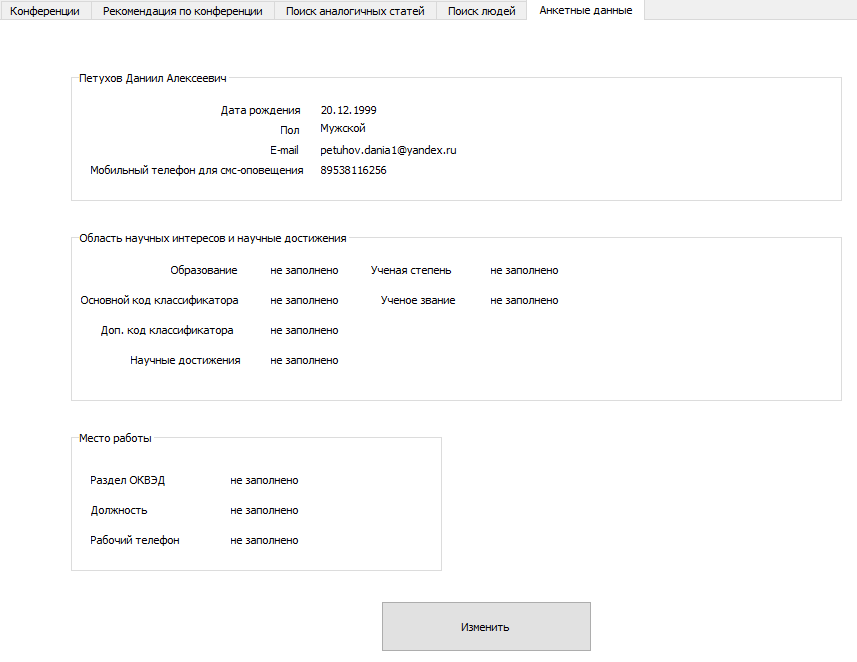 Конференции Рекомендация по конференции Поиск аналогичных статей Поиск людей Анкетные данные
Петухов Даниил Алексеевич
Дата рождения 20.12.1999
Пол Мужской
E-mail petuhov.dania1@yandex.ru
Мобильный телефон для смс-оповещения 89538116256
Область научных интересов и научные достижения
Образование не заполнено Ученая степень не заполнено
Основной код классификатора не заполнено Ученое звание не заполнено
Доп. код классификатора не заполнено
Научные достижения не заполнено
Место работы
Раздел ОКВЭД не заполнено
Должность не заполнено
Рабочий телефон не заполнено
Изменить